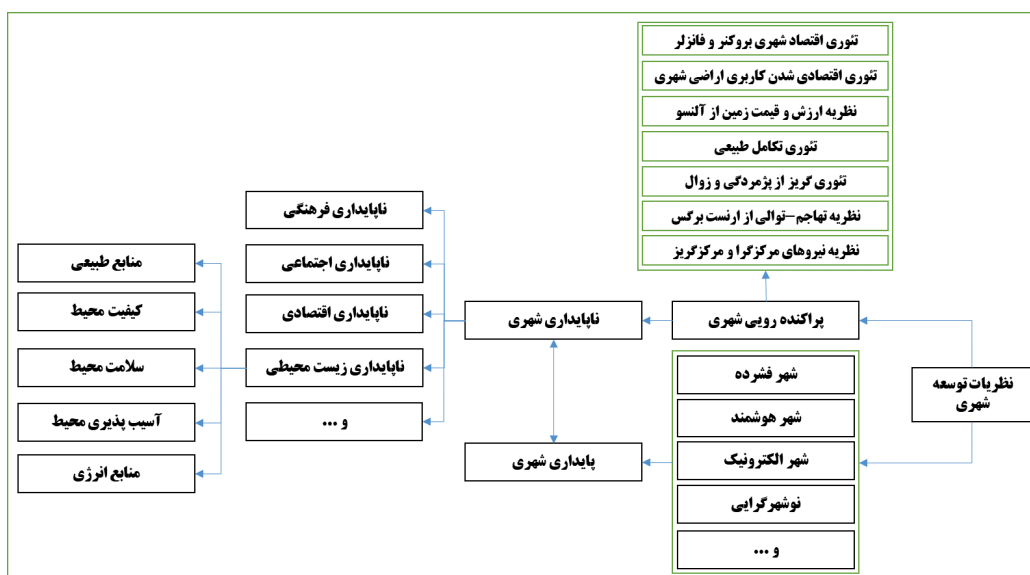 نظریات توسعه
شهری
پراکنده رویی شهری
تئوری اقتصاد شهری بروکنر و فانزلر
تئوری اقتصادی شدن کاربری اراضی شهری
نظریه ارزش و قیمت زمین از آلنسو
تئوری تکامل طبیعی
تئوری گریز از پژمردگی و زوال
نظریه تهاجم-توالی از ارنست برگس
نظریه نیروهای مرکزگرا و مرکزگریز
شهر فشرده
شهر هوشمند
شهر الکترونیک
نوشهرگرایی
و ...
ناپایداری شهری
پایداری شهری
ناپایداری فرهنگی
ناپایداری اجتماعی
ناپایداری اقتصادی
ناپایداری زیست محیطی
و ...
منابع طبیعی
کیفیت محیط
سلامت محیط
آسیب پذیری محیط
منابع انرژی